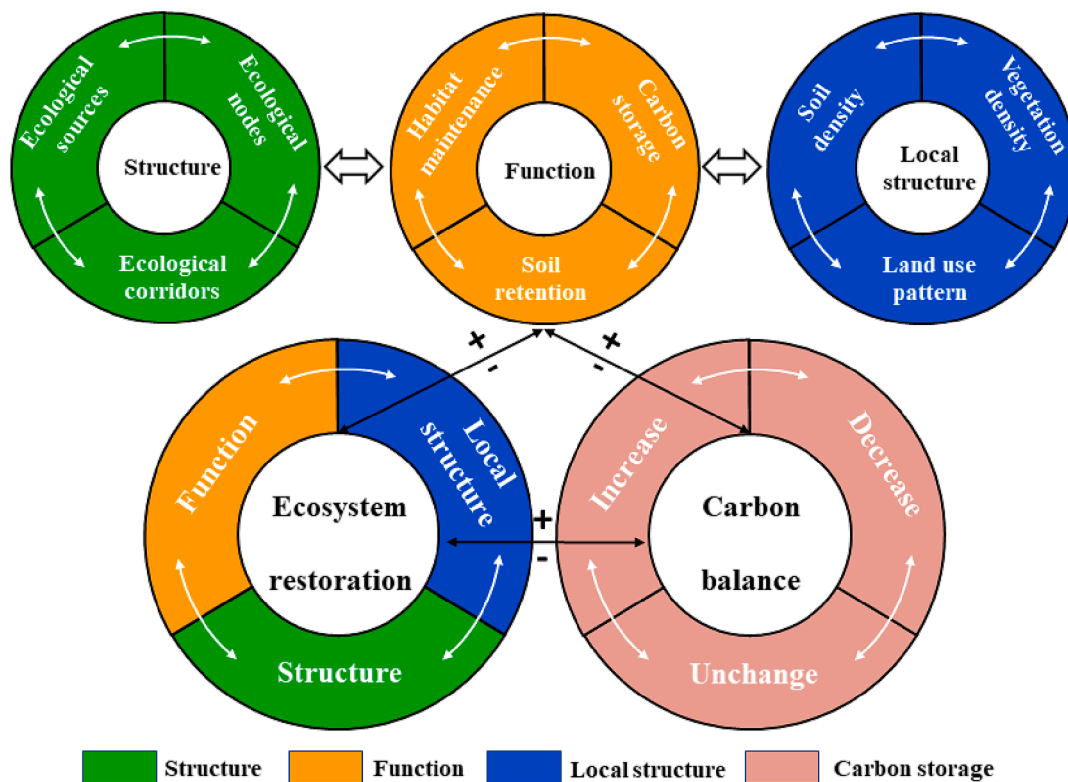 Ecological
sources
Ecological
nodes
Structure
Ecological
corridors
Habitat
maintenance
Carbon
storage
Function
Soil
retention
Soil
density
Vegetation
density
Local
structure
Land use
pattern
+
-
+
-
Function
Local
structure
Ecosystem
restoration
Structure
+
-
Increase
Decrease
Carbon
balance
Unchange
Structure
Function
Local structure
Carbon storage